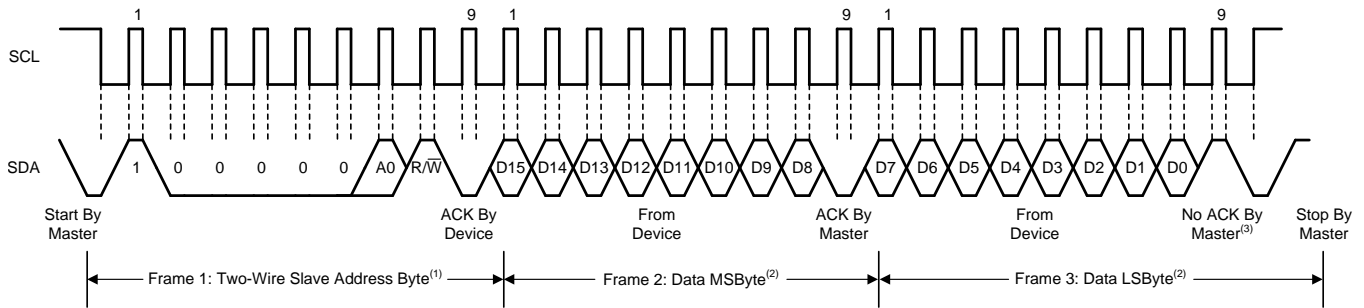 1 9 1 9 1 9
SCL
SDA 1 0 0 0 0 0 A0 R/W̅ D15 D14 D13 D12 D11 D10 D9 D8 D7 D6 D5 D4 D3 D2 D1 D0
Start By
Master
ACK By
Device
From
Device
ACK By
Master
From
Device
No ACK By
Master(3)
Stop By
Master
Frame 1: Two-Wire Slave Address Byte(1) Frame 2: Data MSByte(2) Frame 3: Data LSByte(2)